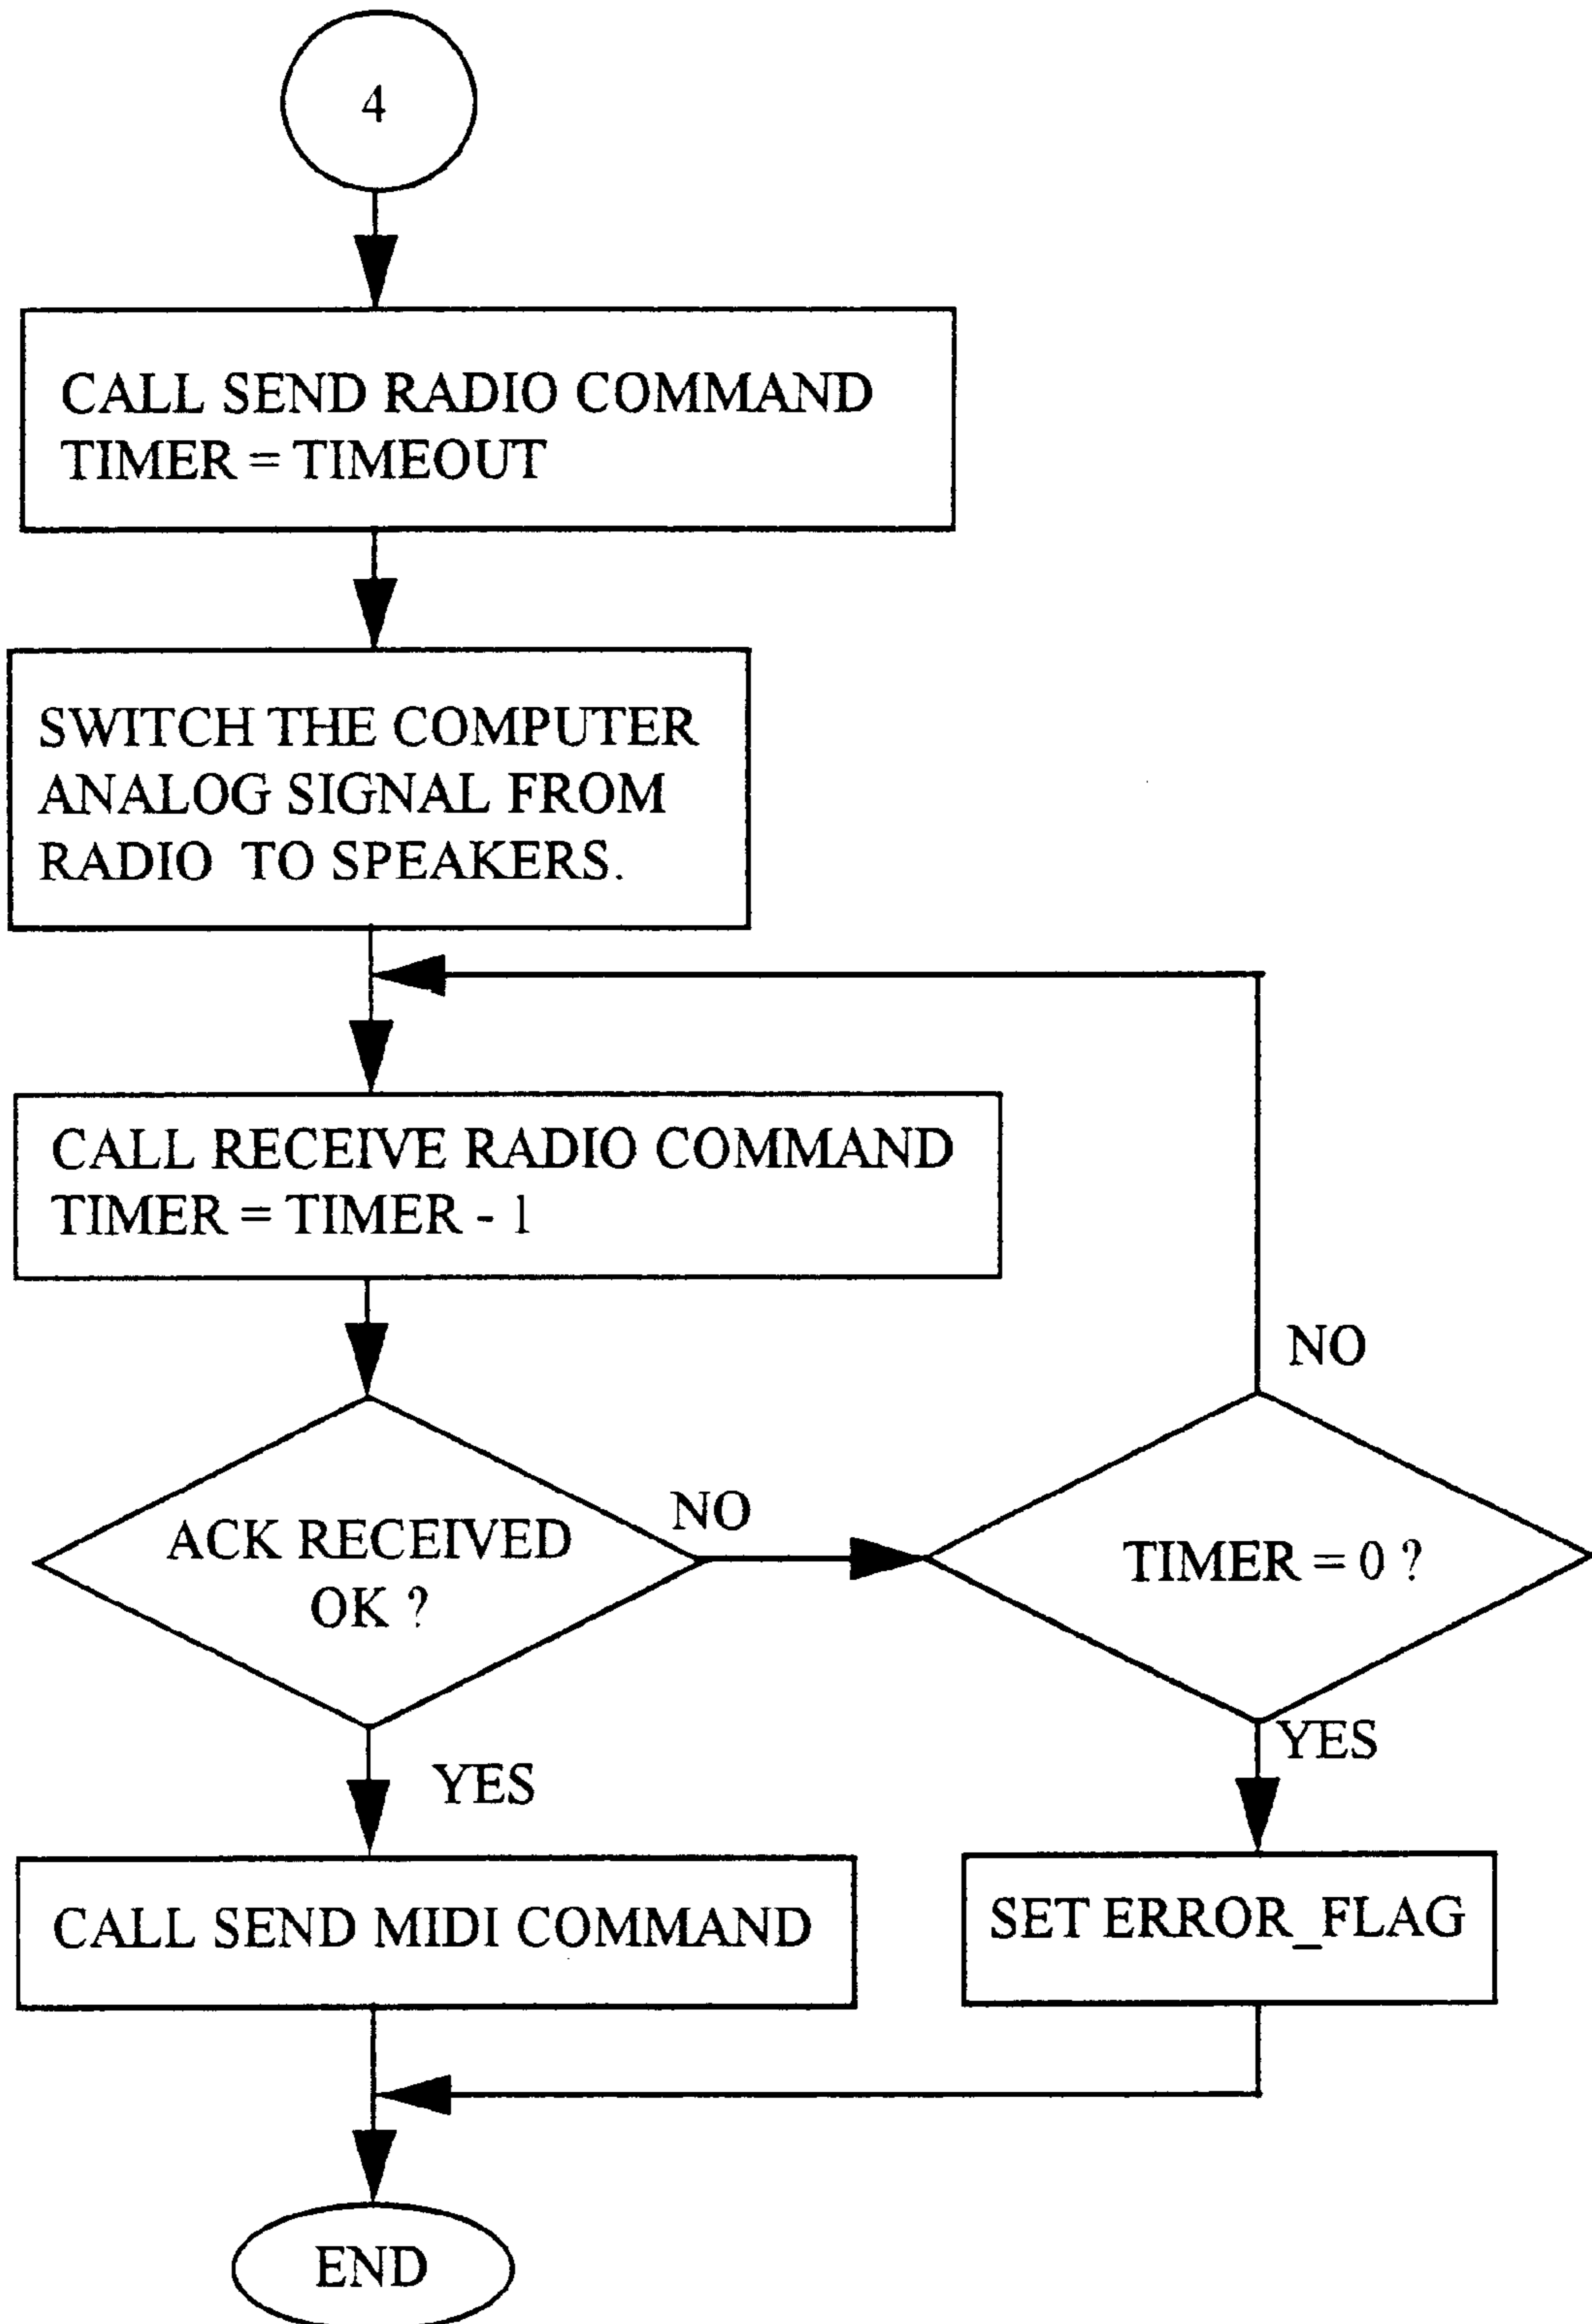 4
CALL SEND RADIO COMMAND
TIMER = TIMEOUT
SWITCH THE COMPUTER
ANALOG SIGNAL FROM
RADIO TO SPEAKERS.
CALL RECEIVE RADIO COMMAND
TIMER = TIMER - 1
NO
ACK RECEIVED
OK ?
NO
TIMER = 0 ?
YES
YES
CALL SEND MIDI COMMAND
SET ERROR_FLAG
END